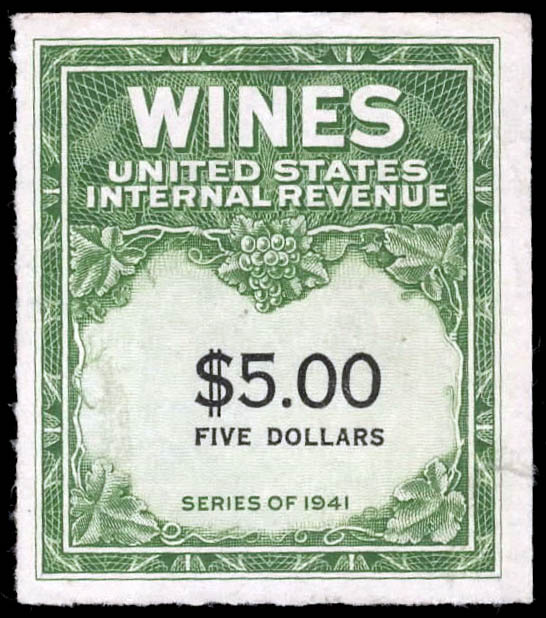 WINES
UNITED STATES
INTERNAL REVENUE
$5.00
FIVE DOLLARS
SERIES OF 1941